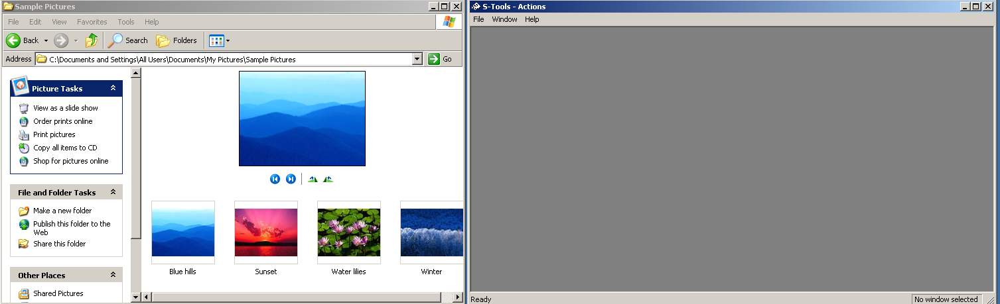 Sample Pictures
File Edit View Favorites Tools Help
Back Search Folders
Address C:\Documents and Settings\All Users\Documents\My Pictures\Sample Pictures Go
Picture Tasks
View as a slide show
Order prints online
Print pictures
Copy all items to CD
Shop for pictures online
File and Folder Tasks
Make a new folder
Publish this folder to the
Web
Share this folder
Other Places
Shared Pictures
Blue hills Sunset Water lilies Winter
S-Tools - Actions
File Window Help
Ready No window selected